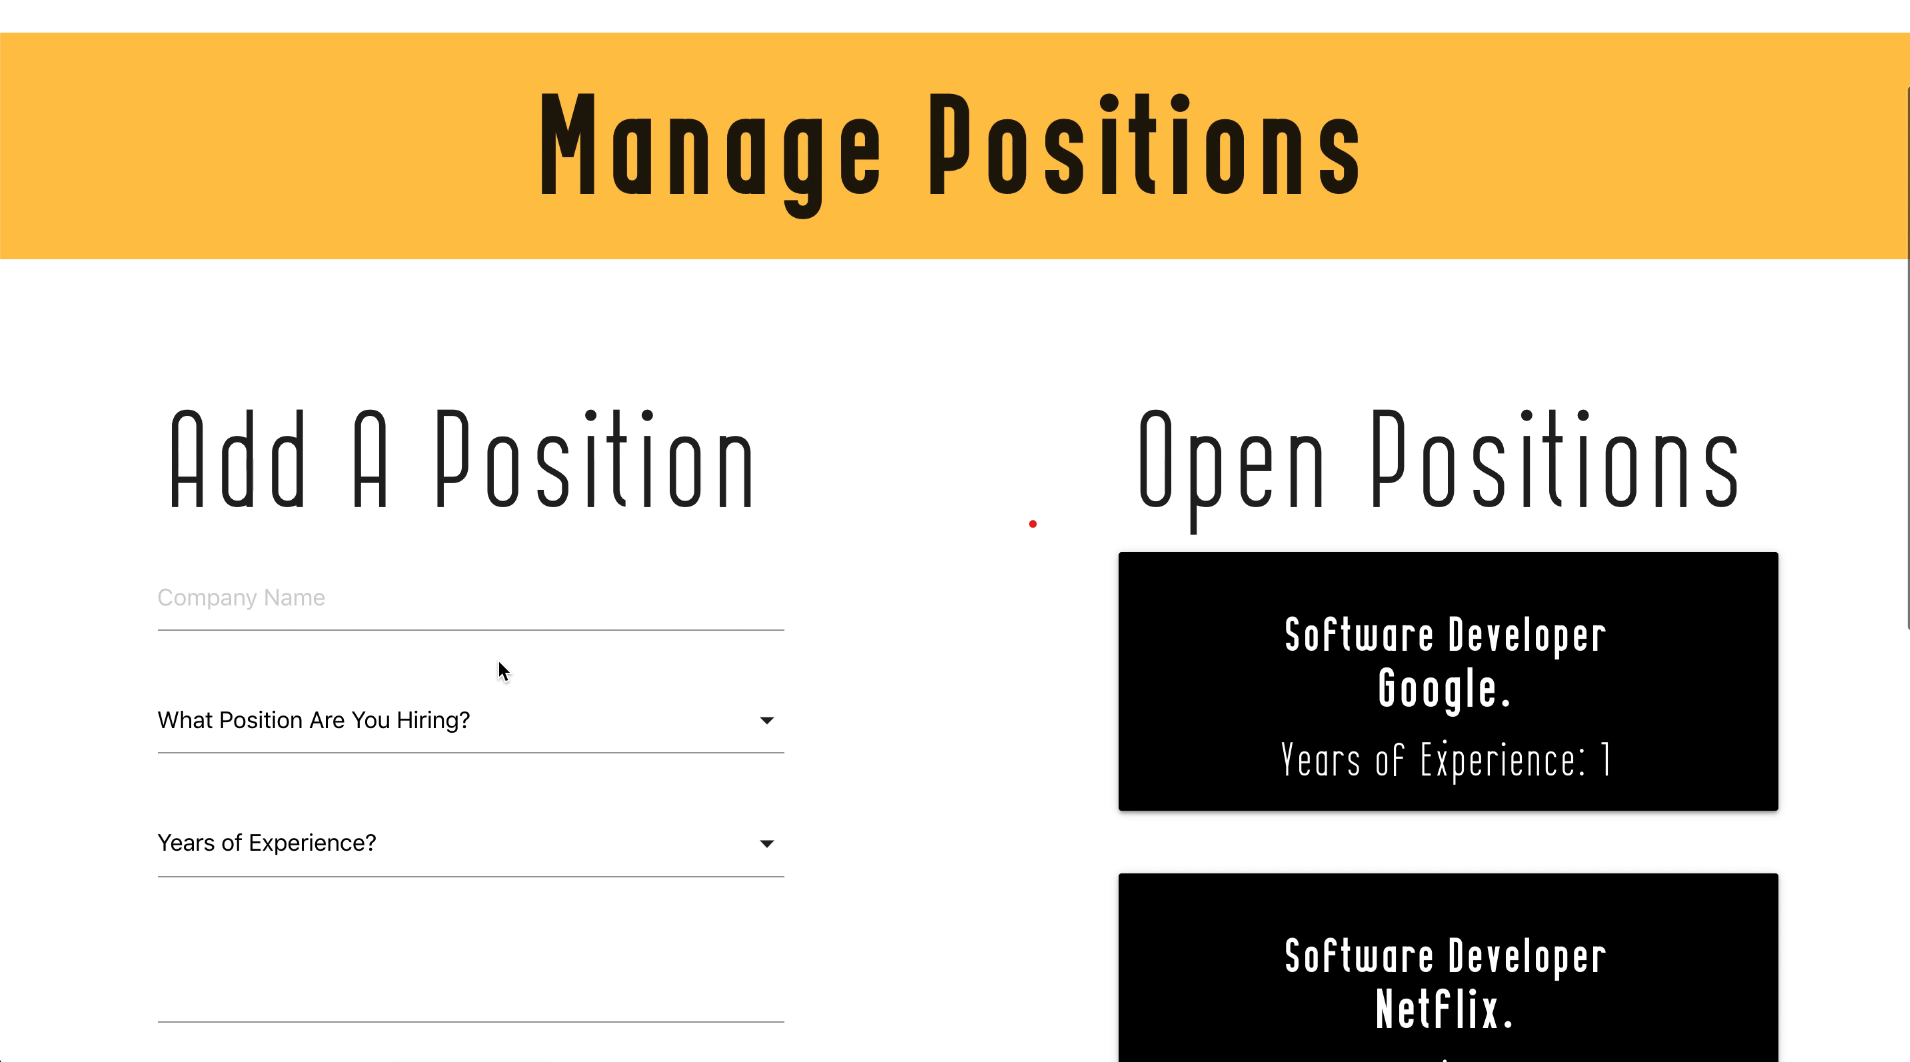 Manage Positions
Add A Position
Company Name
What Position Are You Hiring?
Years of Experience?
Open Positions
Software Developer
Google.
Years of Experience: 1
Software Developer
Netflix.